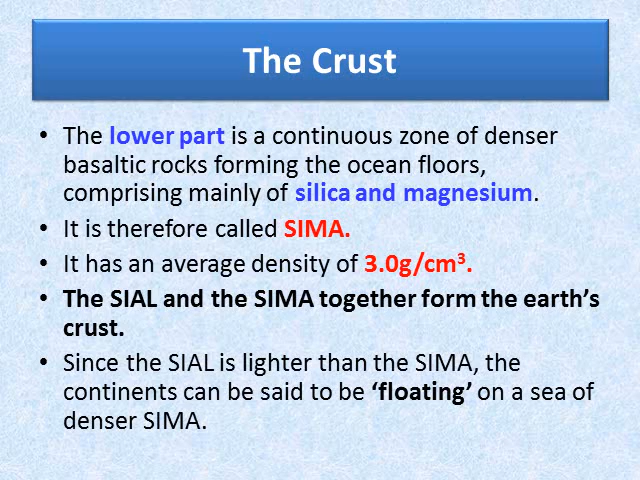 The Crust
• The lower part is a continuous zone of denser
basaltic rocks forming the ocean floors,
comprising mainly of silica and magnesium.
• It is therefore called SIMA.
• It has an average density of 3.0g/cm³.
• The SIAL and the SIMA together form the earth’s
crust.
• Since the SIAL is lighter than the SIMA, the
continents can be said to be ‘floating’ on a sea of
denser SIMA.